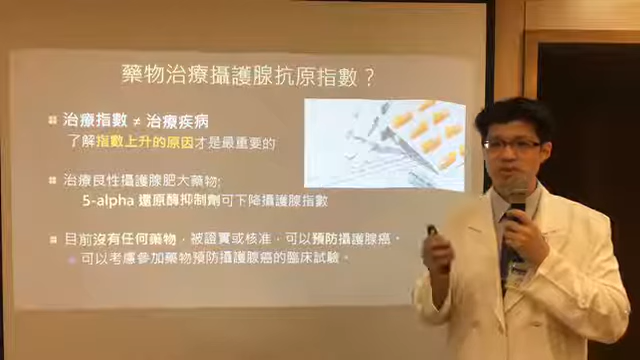 藥物治療攝護腺抗原指數？
治療指數 ≠ 治療疾病
了解指數上升的原因才是最重要的
治療良性攝護腺肥大藥物:
5-alpha 還原酶抑制劑可下降攝護腺指數
目前沒有任何藥物，被證實或核准，可以預防攝護腺癌。
可以考慮參加藥物預防攝護腺癌的臨床試驗。